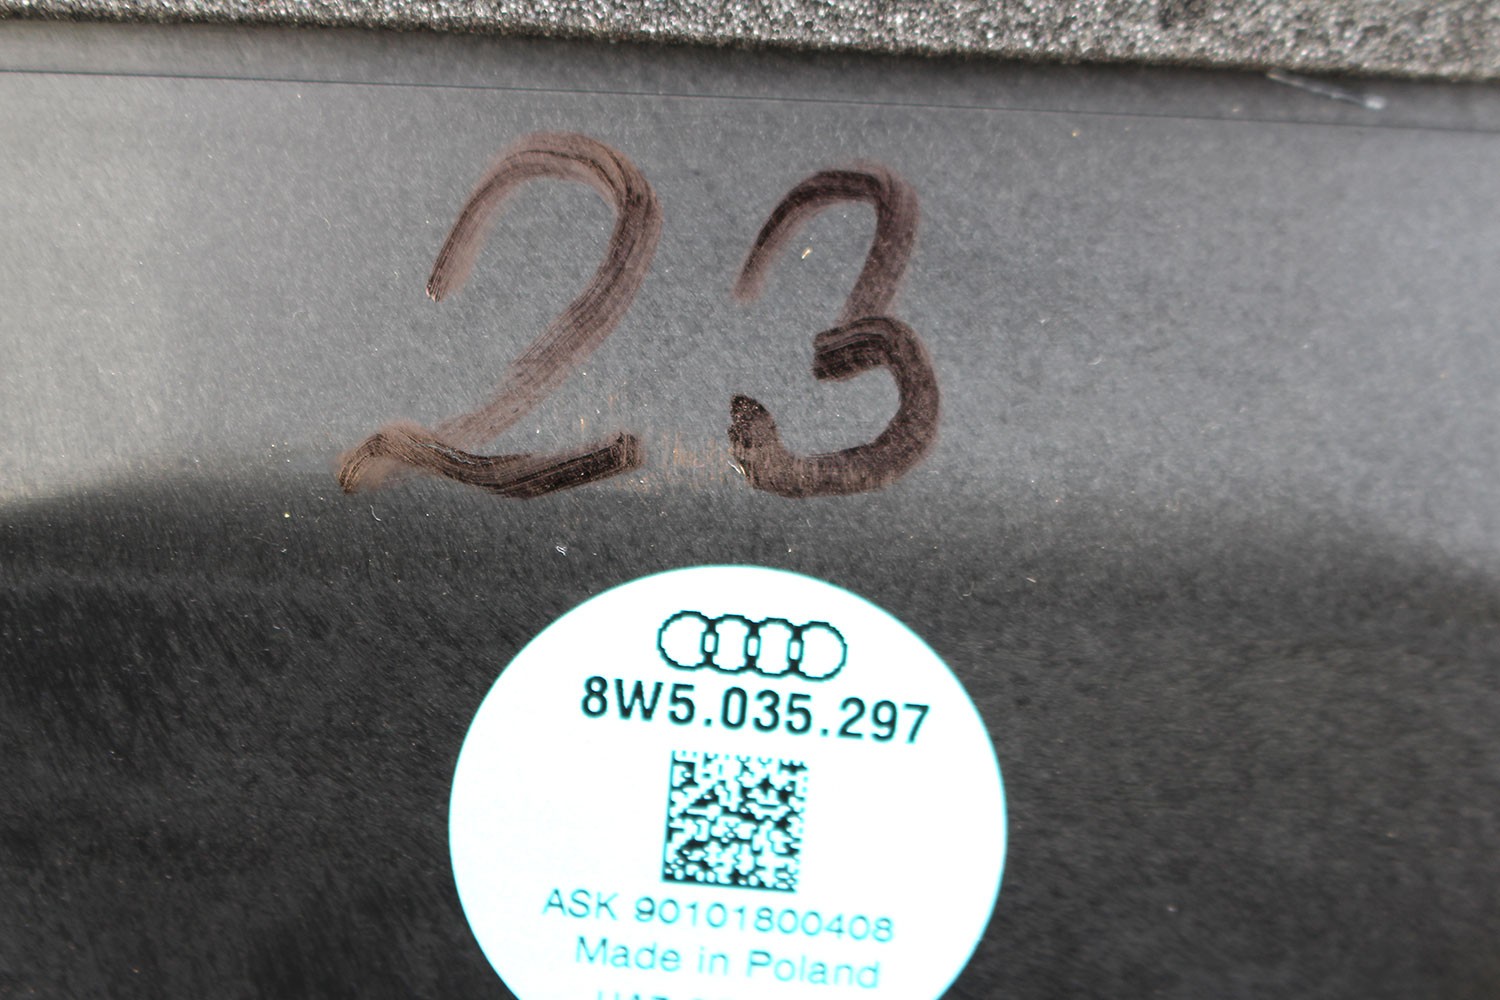 23
8W5.035.297
ASK 90101800408
Made in Poland